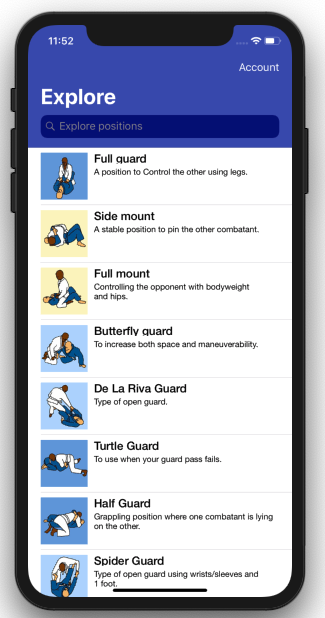 11:52
Account
Explore
Explore positions
Full guard
A position to Control the other using legs.
Side mount
A stable position to pin the other combatant.
Full mount
Controlling the opponent with bodyweight
and hips.
Butterfly guard
To increase both space and maneuverability.
De La Riva Guard
Type of open guard.
Turtle Guard
To use when your guard pass fails.
Half Guard
Grappling position where one combatant is lying
on the other.
Spider Guard
Type of open guard using wrists/sleeves and
1 foot.